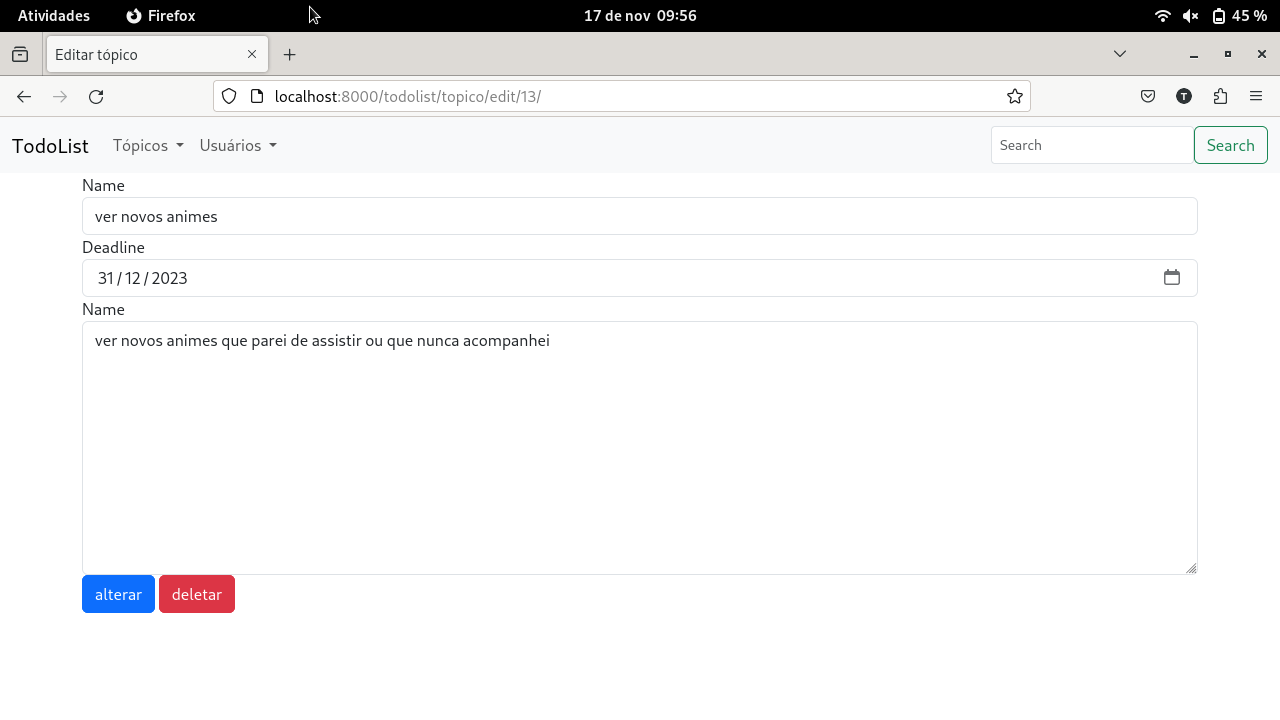 Atividades Firefox 17 de nov 09:56 45 %
Editar tópico
localhost:8000/todolist/topico/edit/13/ T
TodoList Tópicos Usuários Search Search
Name
ver novos animes
Deadline
31/12/2023
Name
ver novos animes que parei de assistir ou que nunca acompanhei
alterar deletar